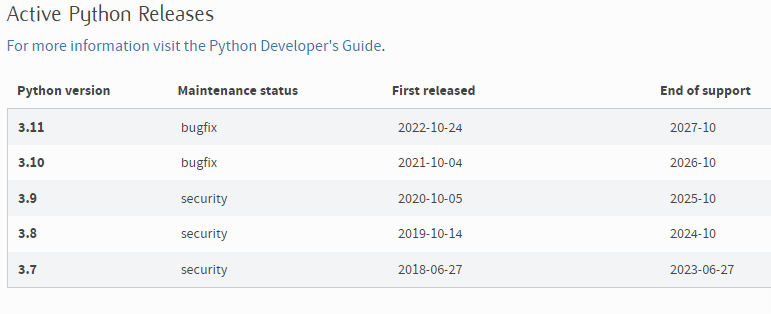 Active Python Releases
For more information visit the Python Developer's Guide.
Python version Maintenance status First released End of support
3.11 bugfix 2022-10-24 2027-10
3.10 bugfix 2021-10-04 2026-10
3.9 security 2020-10-05 2025-10
3.8 security 2019-10-14 2024-10
3.7 security 2018-06-27 2023-06-27